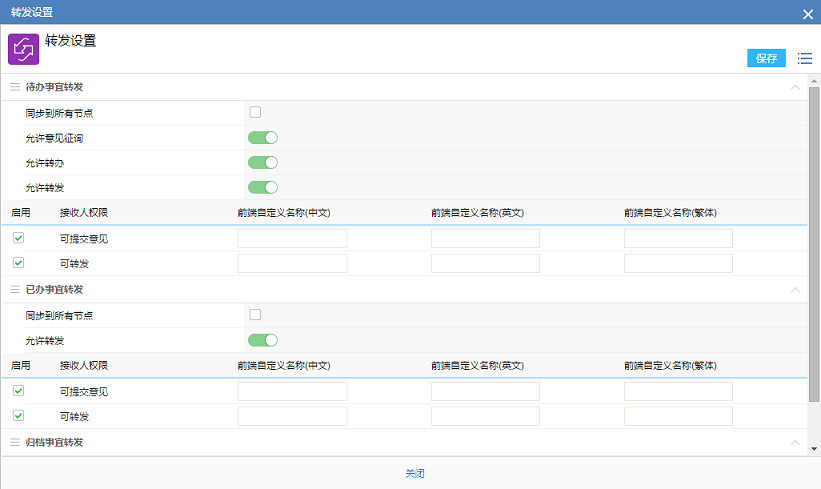 转发设置
转发设置
保存
待办事宜转发
同步到所有节点
允许意见征询
允许转办
允许转发
启用 接收人权限 前端自定义名称(中文) 前端自定义名称(英文) 前端自定义名称(繁体)
可提交意见
可转发
已办事宜转发
同步到所有节点
允许转发
启用 接收人权限 前端自定义名称(中文) 前端自定义名称(英文) 前端自定义名称(繁体)
可提交意见
可转发
归档事宜转发
关闭